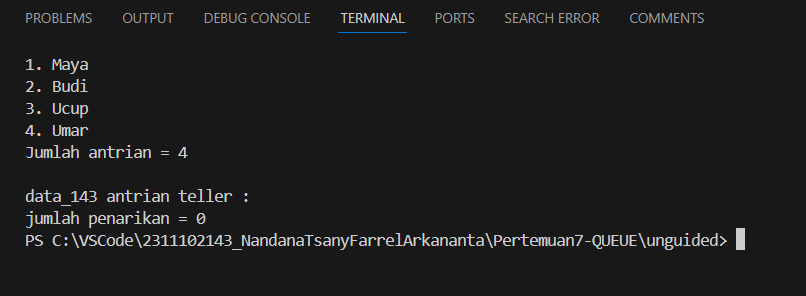 PROBLEMS OUTPUT DEBUG CONSOLE TERMINAL PORTS SEARCH ERROR COMMENTS
1. Maya
2. Budi
3. Ucup
4. Umar
Jumlah antrian = 4
data_143 antrian teller :
jumlah penarikan = 0
PS C:\VSCode\2311102143_NandanaTsanyFarrelArkananta\Pertemuan7-QUEUE\unguided>